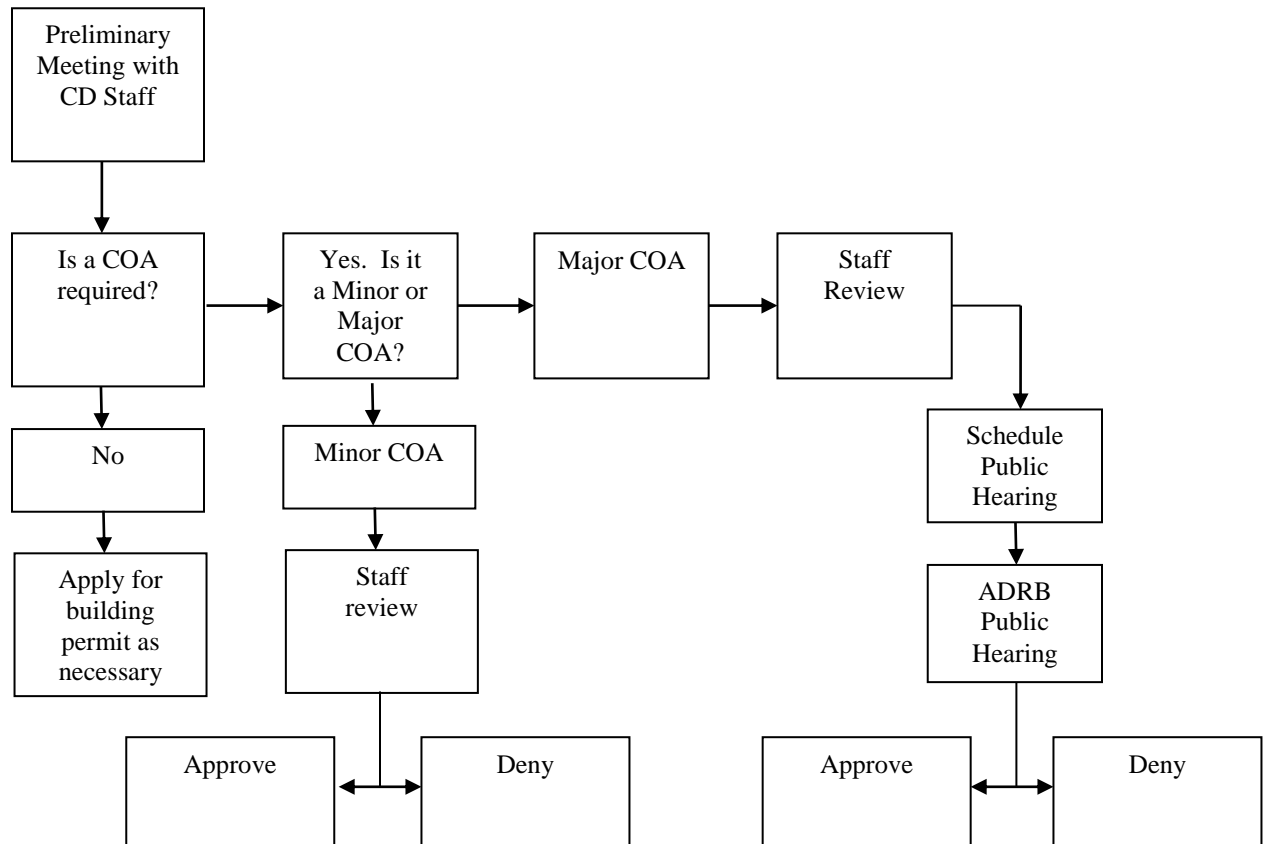 Preliminary
Meeting with
CD Staff
Is a COA
required?
Yes.  Is it
a Minor or
Major
COA?
Major COA
Staff
Review
No
Minor COA
Schedule
Public
Hearing
Apply for
building
permit as
necessary
Staff
review
ADRB
Public
Hearing
Approve
Deny
Approve
Deny